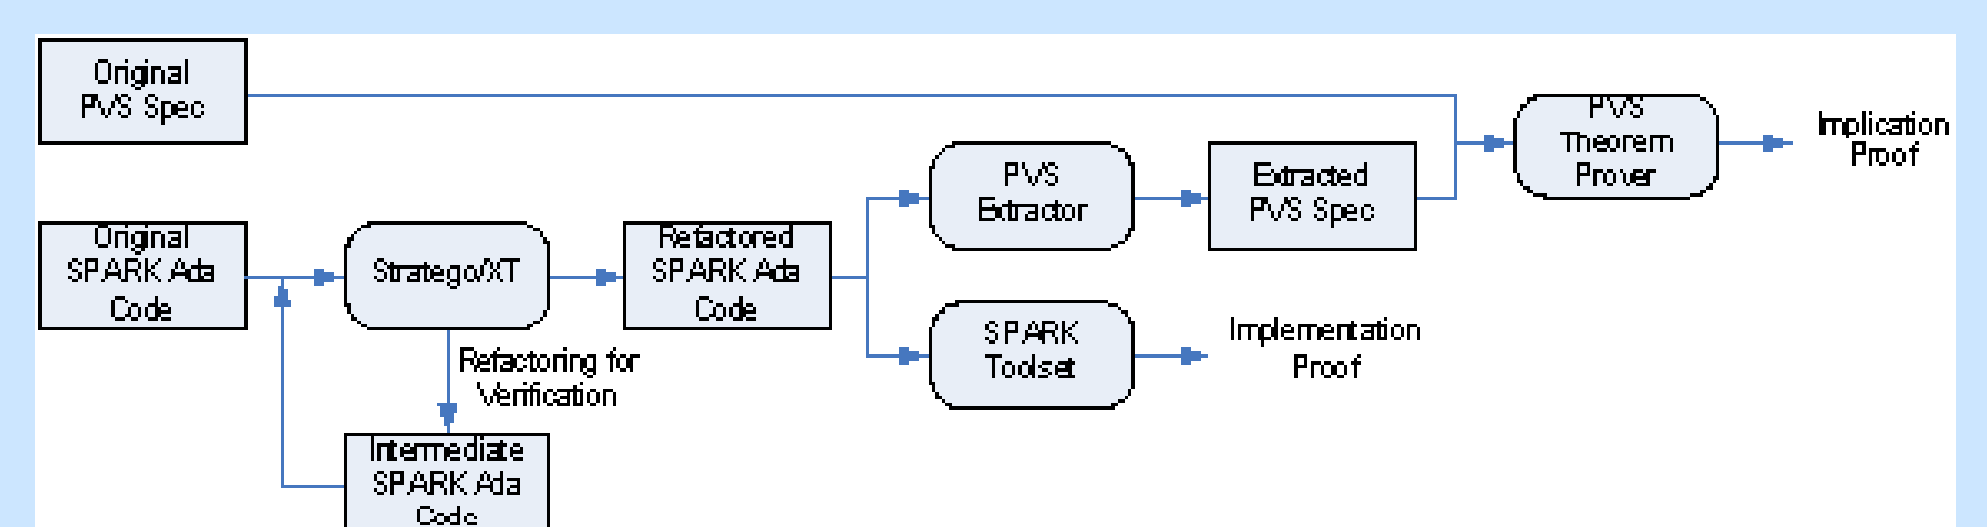 Original
PVS Spec
PVS
Theorem
Prover
Implication
Proof
PVS
Extractor
Extracted
PVS Spec
Original
SPARK Ada
Code
Stratego/XT
Refactored
SPARK Ada
Code
SPARK
Toolset
Implementation
Proof
Refactoring for
Verification
Intermediate
SPARK Ada
Code